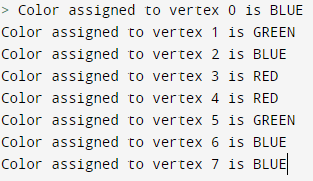 > Color assigned to vertex 0 is BLUE
Color assigned to vertex 1 is GREEN
Color assigned to vertex 2 is BLUE
Color assigned to vertex 3 is RED
Color assigned to vertex 4 is RED
Color assigned to vertex 5 is GREEN
Color assigned to vertex 6 is BLUE
Color assigned to vertex 7 is BLUE